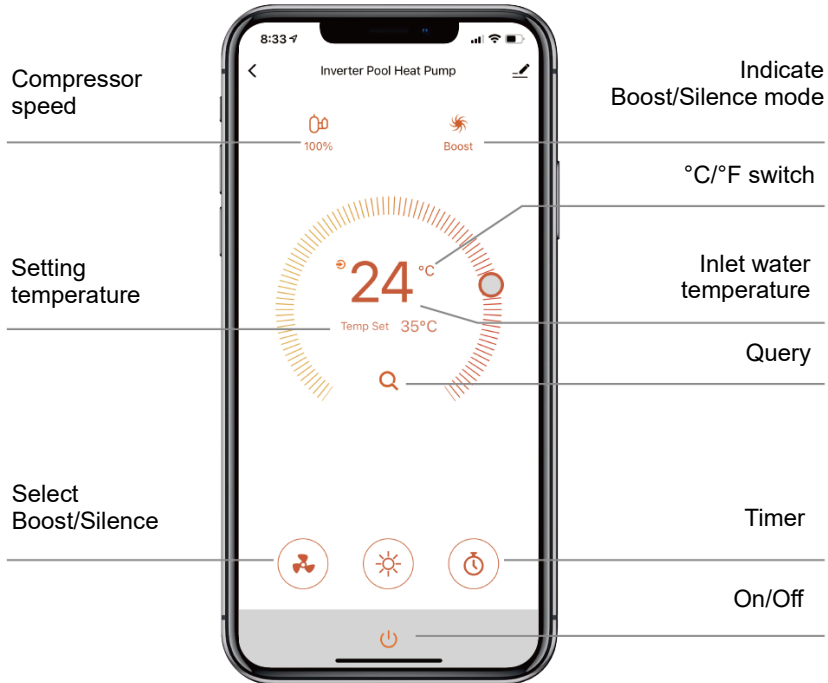 8:33
Inverter Pool Heat Pump
Compressor
speed
Indicate
Boost/Silence mode
100%
Boost
°C/°F switch
Setting
temperature
24 °C
Inlet water
temperature
Temp Set 35°C
Query
Select
Boost/Silence
Timer
On/Off